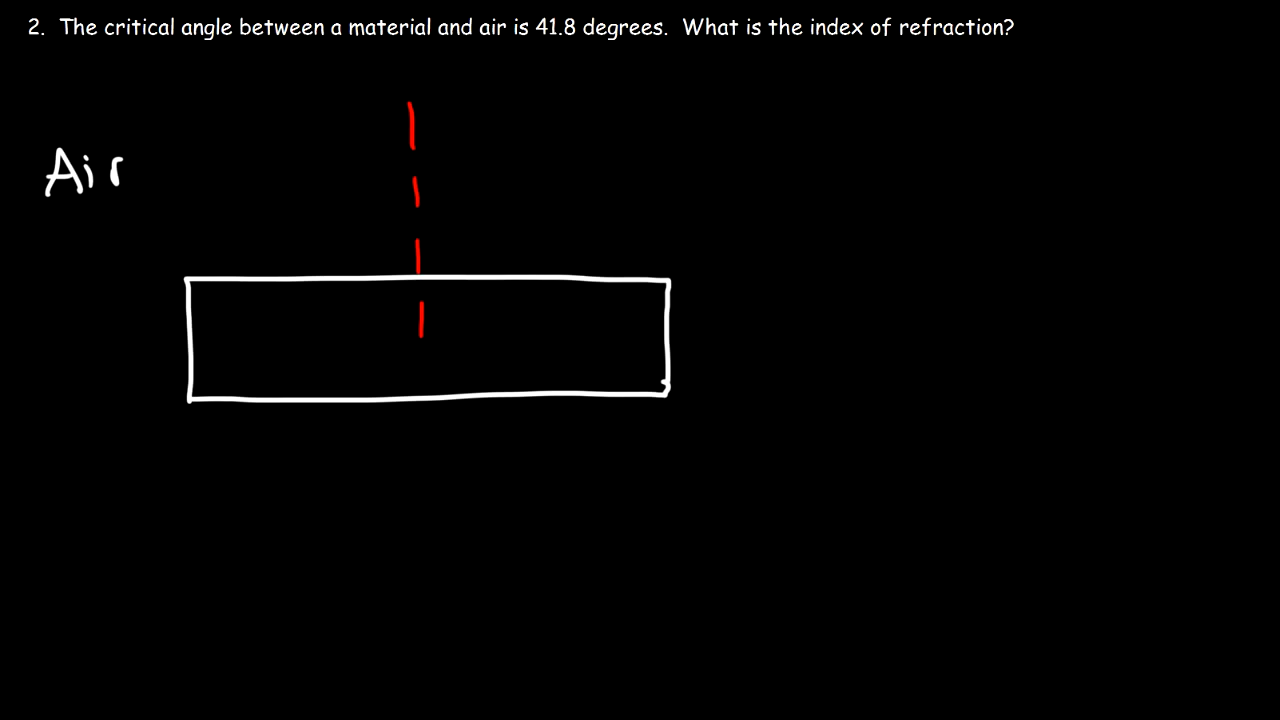 2. The critical angle between a material and air is 41.8 degrees. What is the index of refraction?
Air